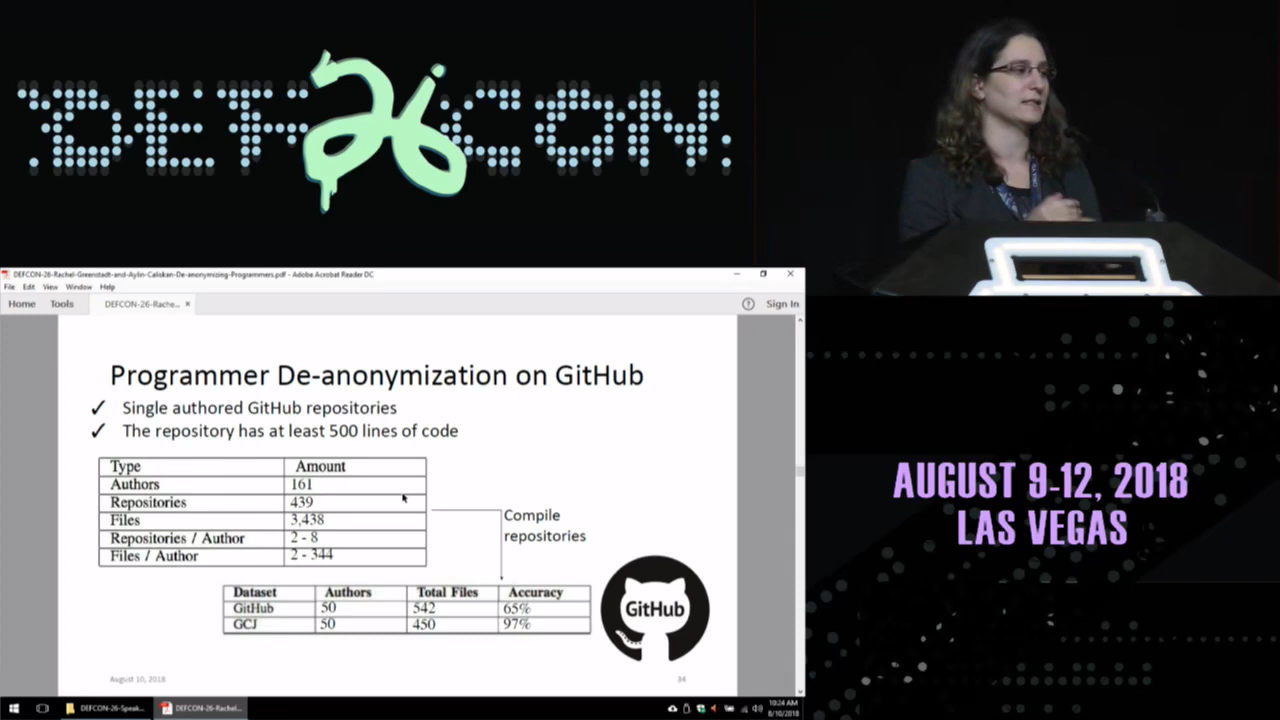 DEF 26 CON
DEFCON-26-Rachel-Greenstadt-and-Aylin-Caliskan-De-anonymizing-Programmers.pdf - Adobe Acrobat Reader DC
File Edit View Window Help
Home Tools DEFCON-26-Rache... × ? Sign In
Programmer De-anonymization on GitHub
✓ Single authored GitHub repositories
✓ The repository has at least 500 lines of code
Type Amount
Authors 161
Repositories 439
Files 3,438
Repositories / Author 2 - 8
Files / Author 2 - 344
Compile
repositories
Dataset Authors Total Files Accuracy
GitHub 50 542 65%
GCJ 50 450 97%
GitHub
August 10, 2018 34
DEFCON-26-Speak... DEFCON-26-Rachel... 10:24 AM
8/10/2018
AUGUST 9-12, 2018
LAS VEGAS